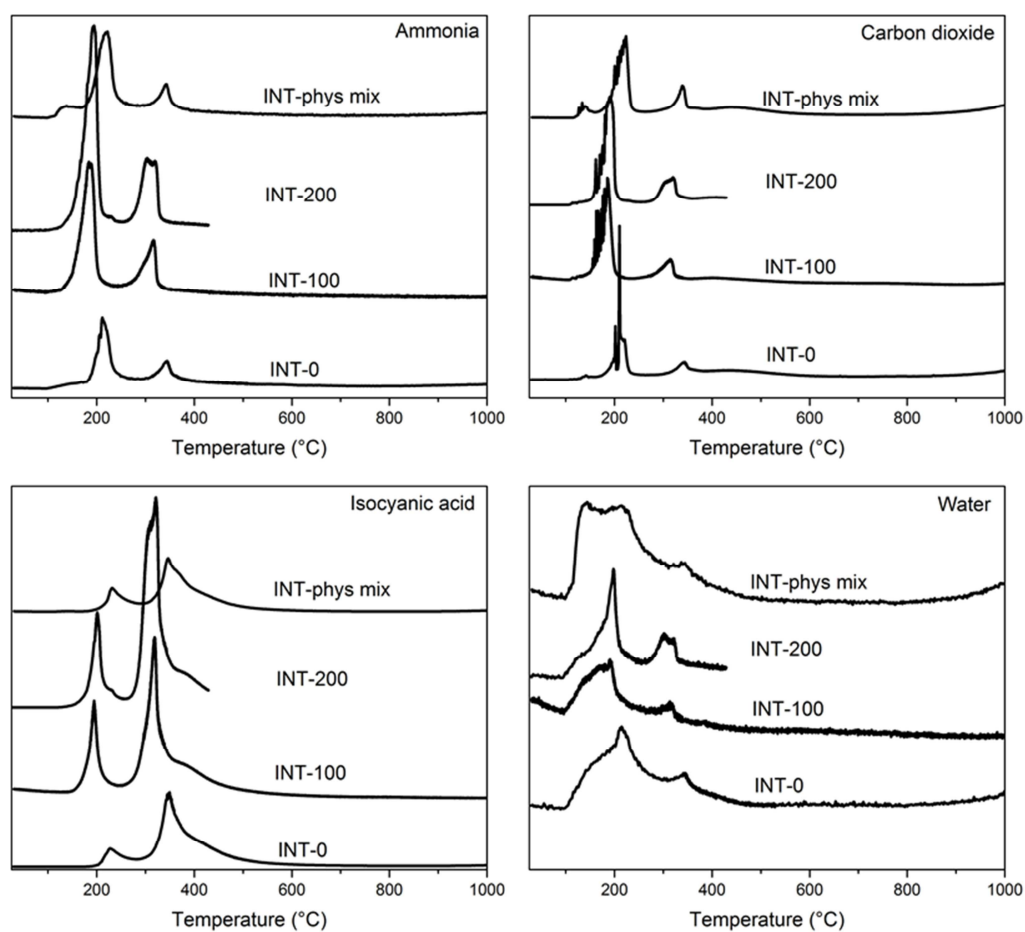 Ammonia
INT-phys mix
INT-200
INT-100
INT-0
200 400 600 800 1000
Temperature (°C)
Carbon dioxide
INT-phys mix
INT-200
INT-100
INT-0
200 400 600 800 1000
Temperature (°C)
Isocyanic acid
INT-phys mix
INT-200
INT-100
INT-0
200 400 600 800 1000
Temperature (°C)
Water
INT-phys mix
INT-200
INT-100
INT-0
200 400 600 800 1000
Temperature (°C)